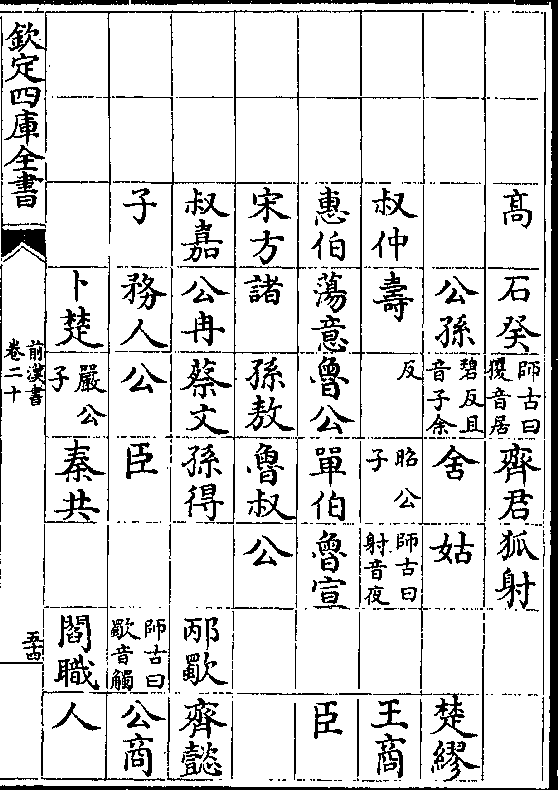 高 石癸 師古曰玃音居 齊君 狐射
公孫 碧反且音子余 舍 姑 楚繆
叔仲 壽 反 昭公子 師古曰射音夜 王商
惠伯 蕩意 魯公 單伯 魯宣 臣
宋方 諸 孫敖 魯叔 公
叔嘉 公冉 蔡文 孫得 邴歜 齊懿
子 務人 公 臣 師古曰歜音觸 公商
卜楚 嚴公子 秦共 閻職 人
欽定四庫全書 前漢書卷二十 五十四